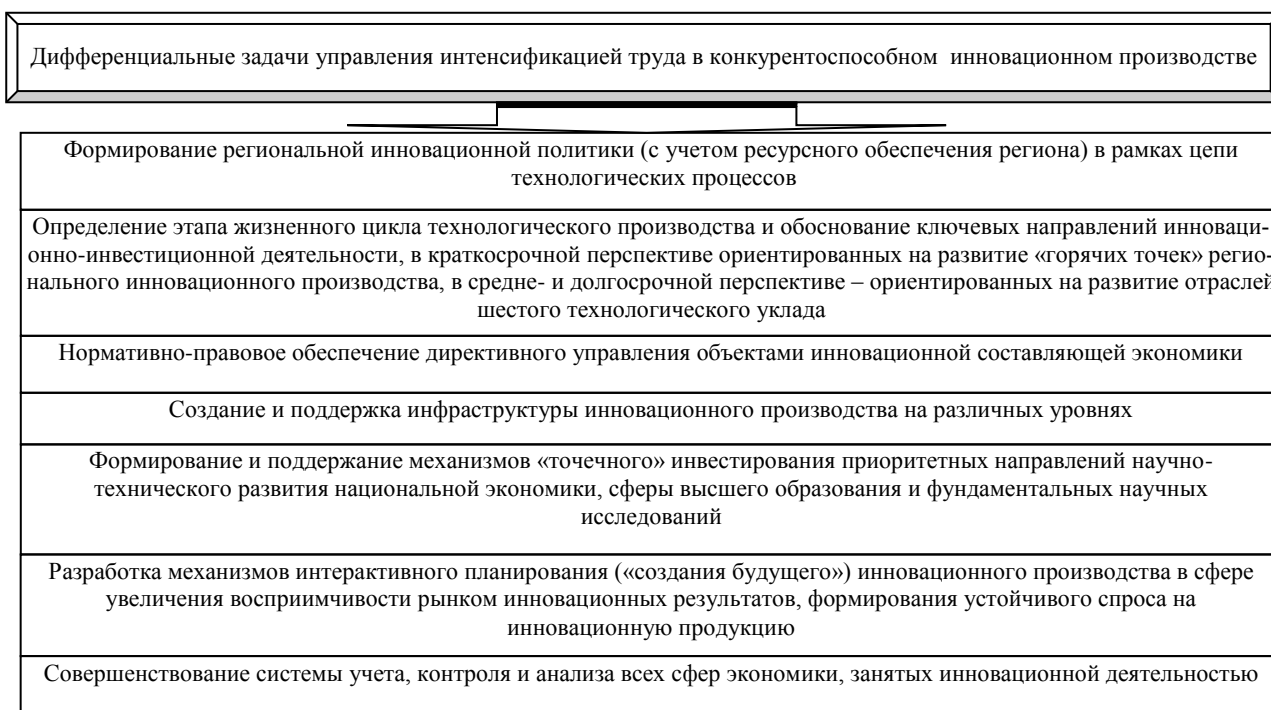 Дифференциальные задачи управления интенсификацией труда в конкурентоспособном инновационном производстве
Формирование региональной инновационной политики (с учетом ресурсного обеспечения региона) в рамках цепи
технологических процессов
Определение этапа жизненного цикла технологического производства и обоснование ключевых направлений инноваци-
онно-инвестиционной деятельности, в краткосрочной перспективе ориентированных на развитие «горячих точек» регио-
нального инновационного производства, в средне- и долгосрочной перспективе – ориентированных на развитие отраслей
шестого технологического уклада
Нормативно-правовое обеспечение директивного управления объектами инновационной составляющей экономики
Создание и поддержка инфраструктуры инновационного производства на различных уровнях
Формирование и поддержание механизмов «точечного» инвестирования приоритетных направлений научно-
технического развития национальной экономики, сферы высшего образования и фундаментальных научных
исследований
Разработка механизмов интерактивного планирования («создания будущего») инновационного производства в сфере
увеличения восприимчивости рынком инновационных результатов, формирования устойчивого спроса на
инновационную продукцию
Совершенствование системы учета, контроля и анализа всех сфер экономики, занятых инновационной деятельностью